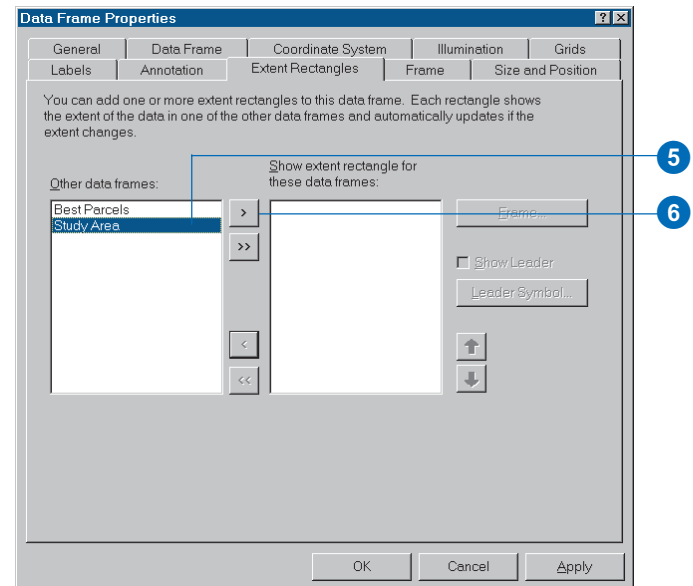 Data Frame Properties
General Data Frame Coordinate System Illumination Grids
Labels Annotation Extent Rectangles Frame Size and Position
You can add one or more extent rectangles to this data frame. Each rectangle shows
the extent of the data in one of the other data frames and automatically updates if the
extent changes.
Other data frames:
Show extent rectangle for
these data frames:
5
Best Parcels
Study Area
>
>>
<
<<
Frame...
6
Show Leader
Leader Symbol...
OK Cancel Apply